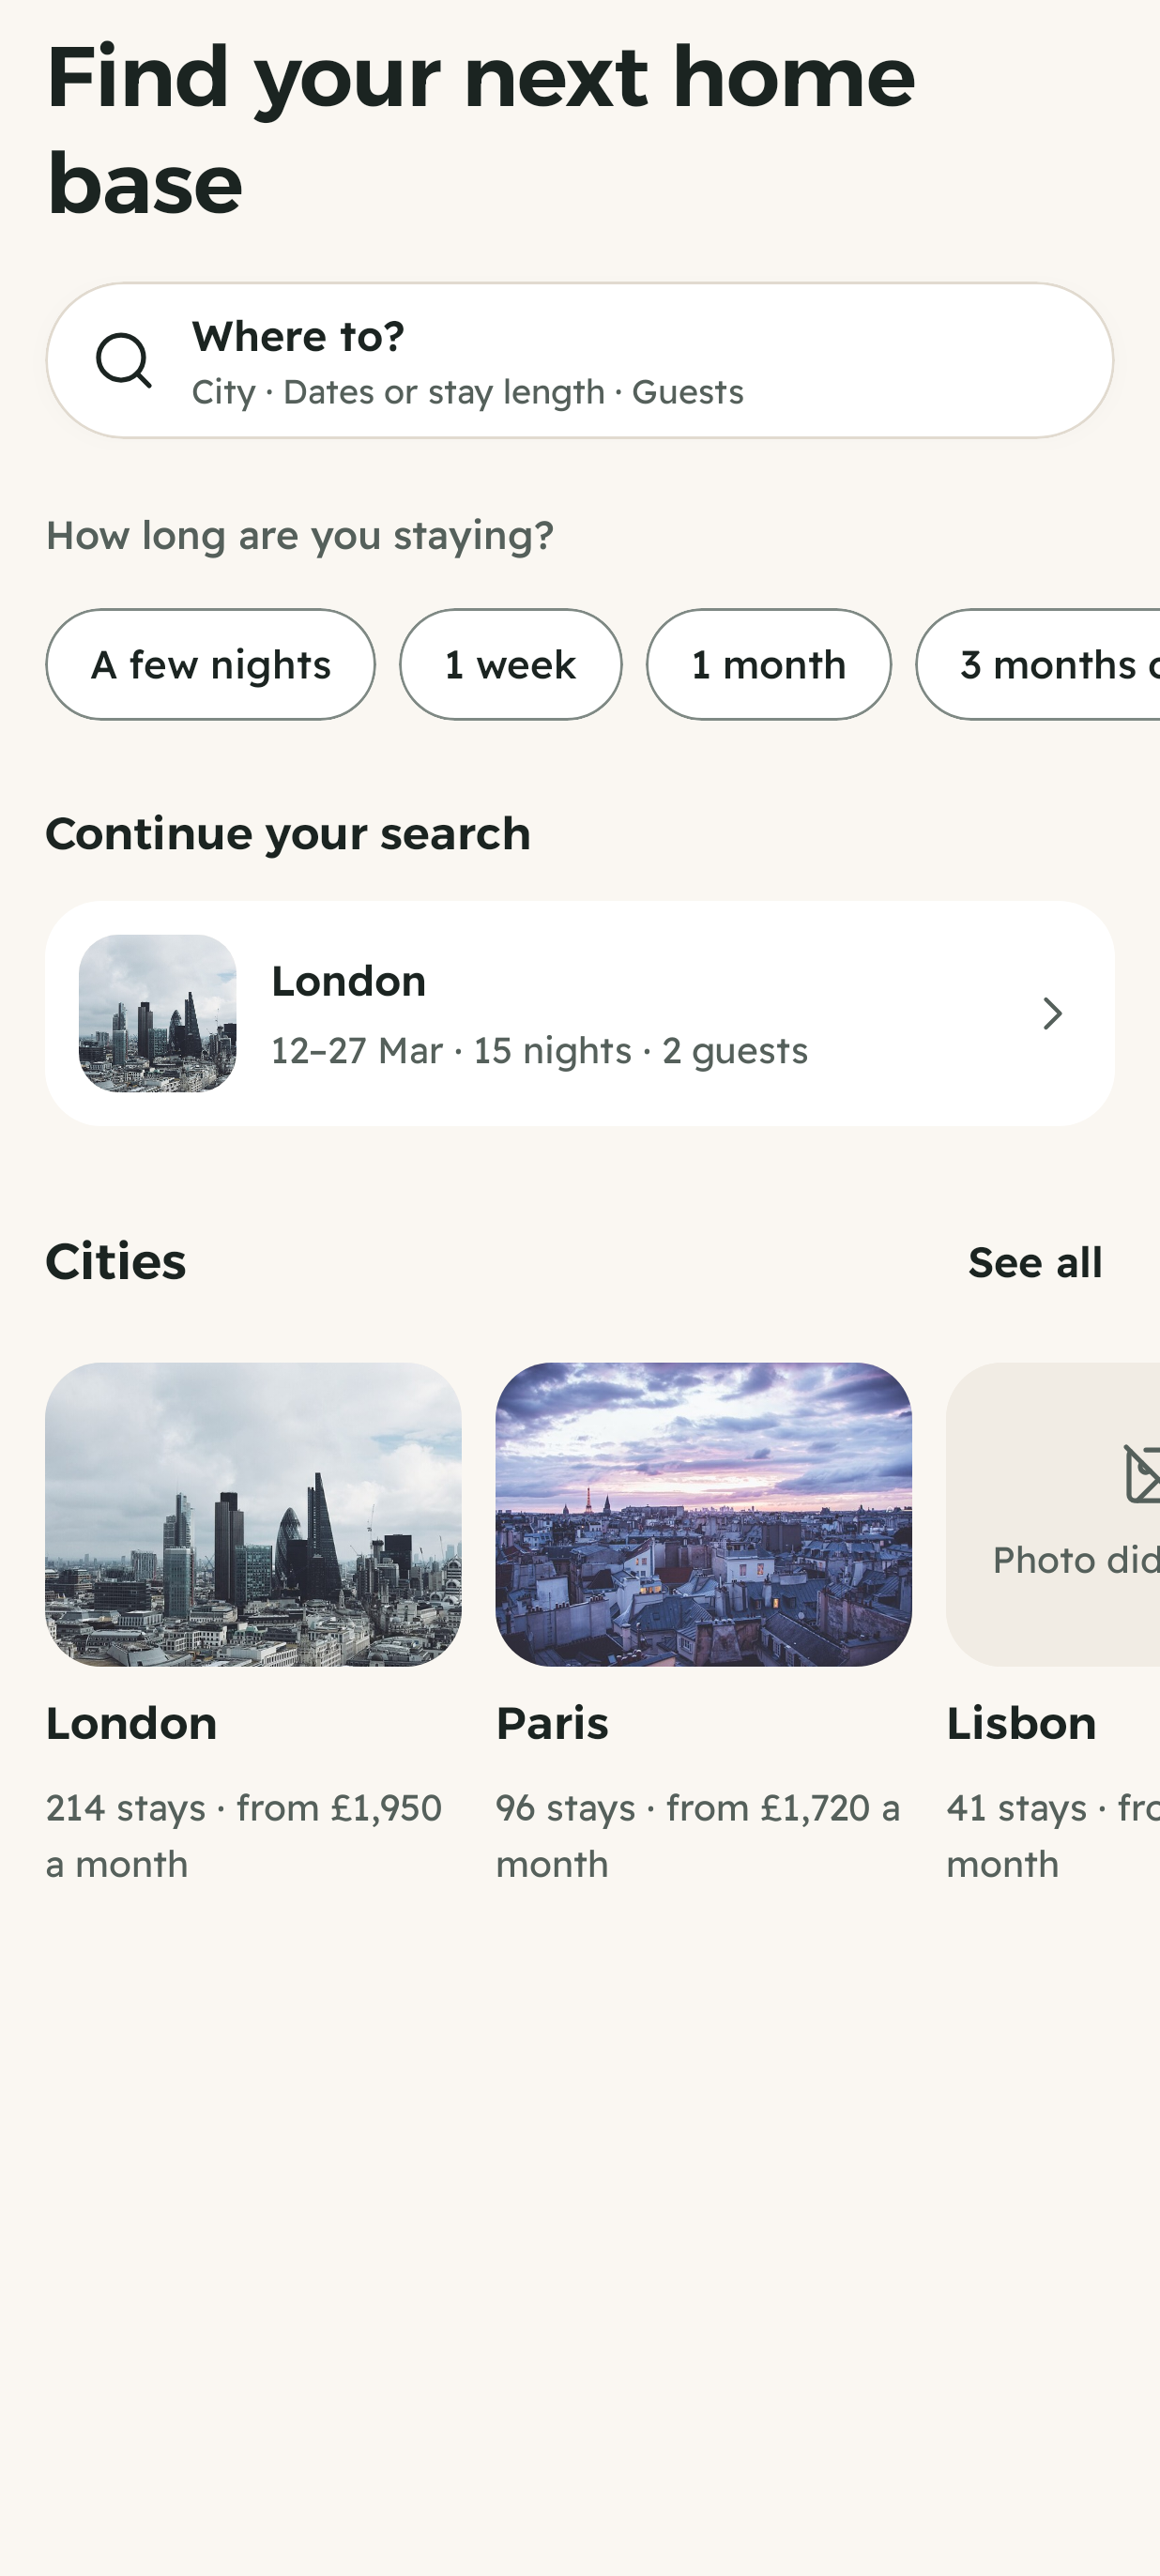 Find your next home
base
Where to?
City · Dates or stay length · Guests
How long are you staying?
A few nights
1 week
1 month
3 months
Continue your search
London
12–27 Mar · 15 nights · 2 guests
Cities
See all
Photo did
London
Paris
Lisbon
214 stays · from £1,950
a month
96 stays · from £1,720 a
month
41 stays ·
month